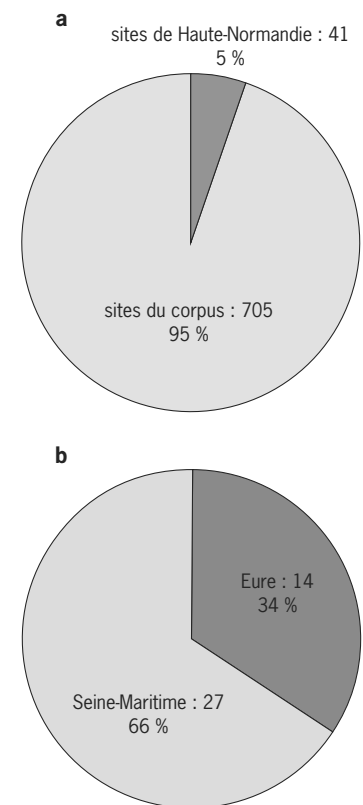 a
sites de Haute-Normandie : 41
5 %
sites du corpus : 705
95 %
b
Eure : 14
34 %
Seine-Maritime : 27
66 %